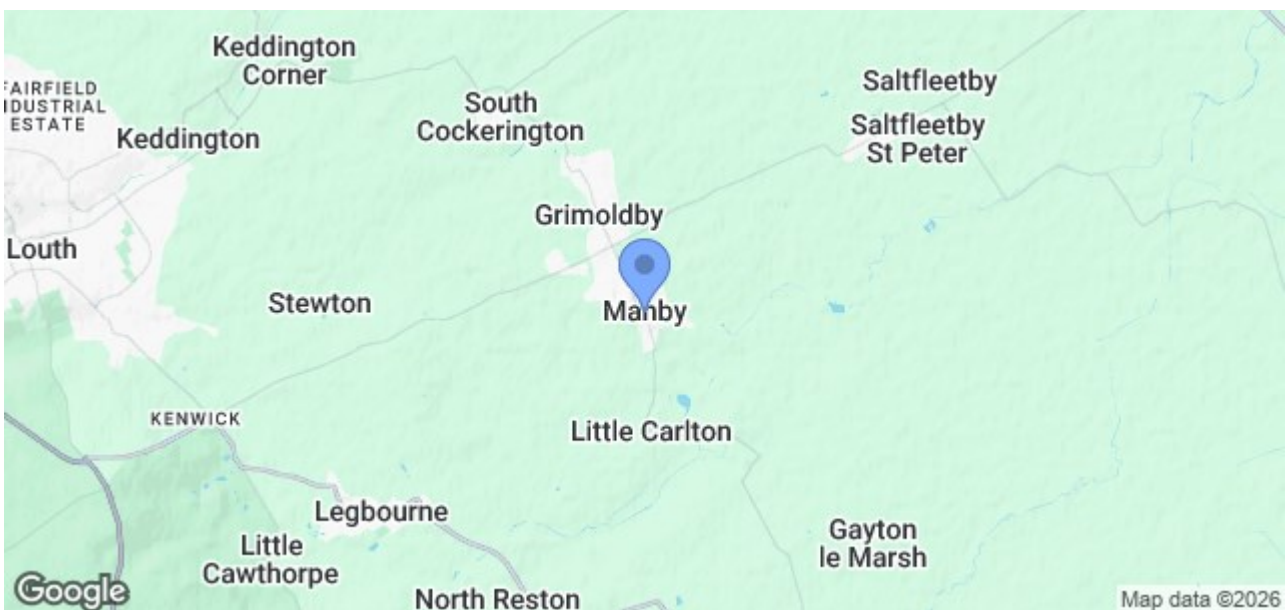 Keddington
Corner
FAIRFIELD
INDUSTRIAL
ESTATE
South
Cockerington
Saltfleetby
Keddington
Saltfleetby
St Peter
Grimoldby
Louth
Stewton
Manby
KENWICK
Little Carlton
Legbourne
Little
Cawthorpe
Gayton
le Marsh
North Reston
Google
Map data ©2026